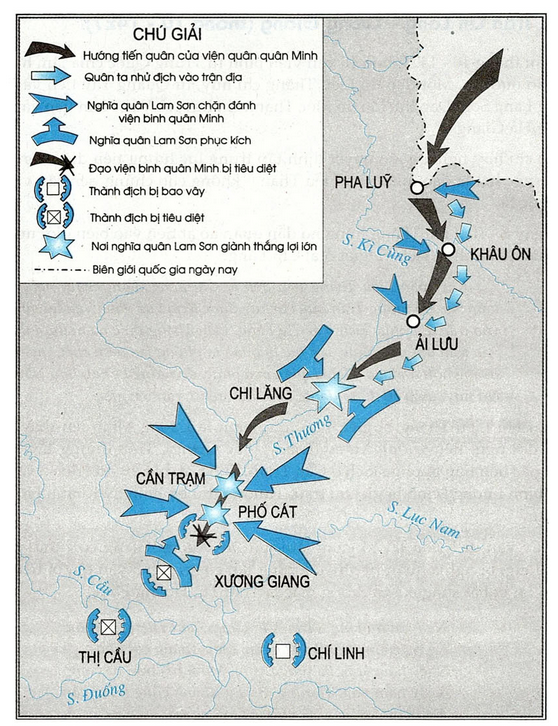 CHÚ GIẢI
Hướng tiến quân của viện quân quân Minh
Quân ta nhử địch vào trận địa
Nghĩa quân Lam Sơn chặn đánh
viện binh quân Minh
Nghĩa quân Lam Sơn phục kích
Đạo viện binh quân Minh bị tiêu diệt
Thành địch bị bao vây
Thành địch bị tiêu diệt
Nơi nghĩa quân Lam Sơn giành thắng lợi lớn
Biên giới quốc gia ngày nay
PHA LUỸ
S. Kì Cùng
KHÂU ÔN
ẢI LƯU
CHI LĂNG
S. Thương
CẦN TRẠM
PHỐ CÁT
S. Lục Nam
XƯƠNG GIANG
S. Cầu
THỊ CẦU
CHÍ LINH
S. Đuống